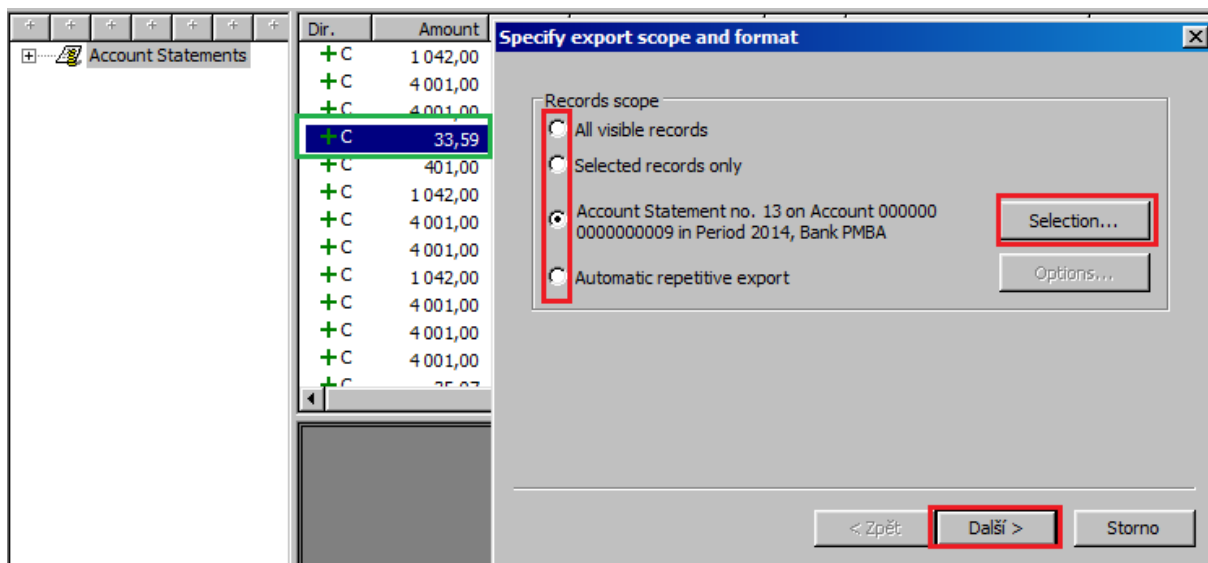 Account Statements
Dir. Amount
C 1 042,00
C 4 001,00
C 4 001,00
C 33,59
C 401,00
C 1 042,00
C 4 001,00
C 4 001,00
C 1 042,00
C 4 001,00
C 4 001,00
Specify export scope and format
Records scope
All visible records
Selected records only
Account Statement no. 13 on Account 000000
0000000009 in Period 2014, Bank PMBA
Selection...
Automatic repetitive export
Options...
< Zpět
Další >
Storno